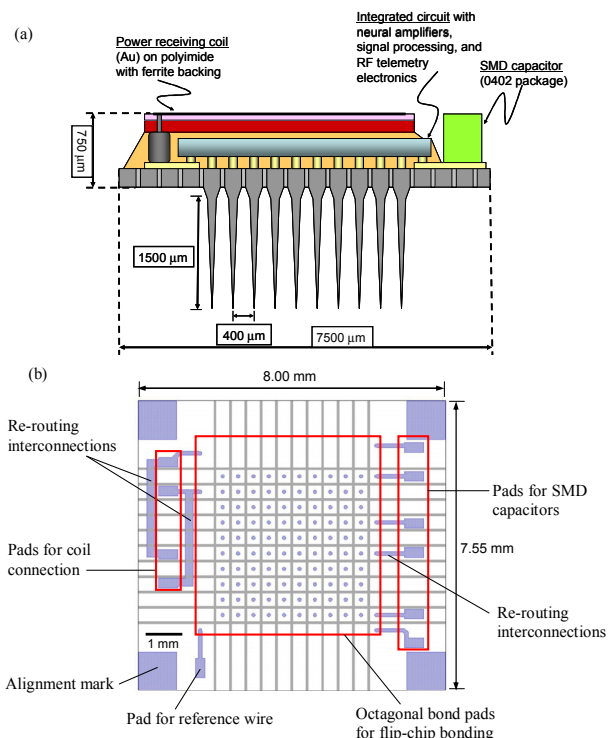 (a)
Power receiving coil
(Au) on polyimide
with ferrite backing
Integrated circuit with
neural amplifiers,
signal processing, and
RF telemetry
electronics
SMD capacitor
(0402 package)
750 μm
1500 μm
400 μm
7500 μm
(b)
8.00 mm
Re-routing
interconnections
Pads for SMD
capacitors
Pads for coil
connection
7.55 mm
Re-routing
interconnections
1 mm
Alignment mark
Pad for reference wire
Octagonal bond pads
for flip-chip bonding